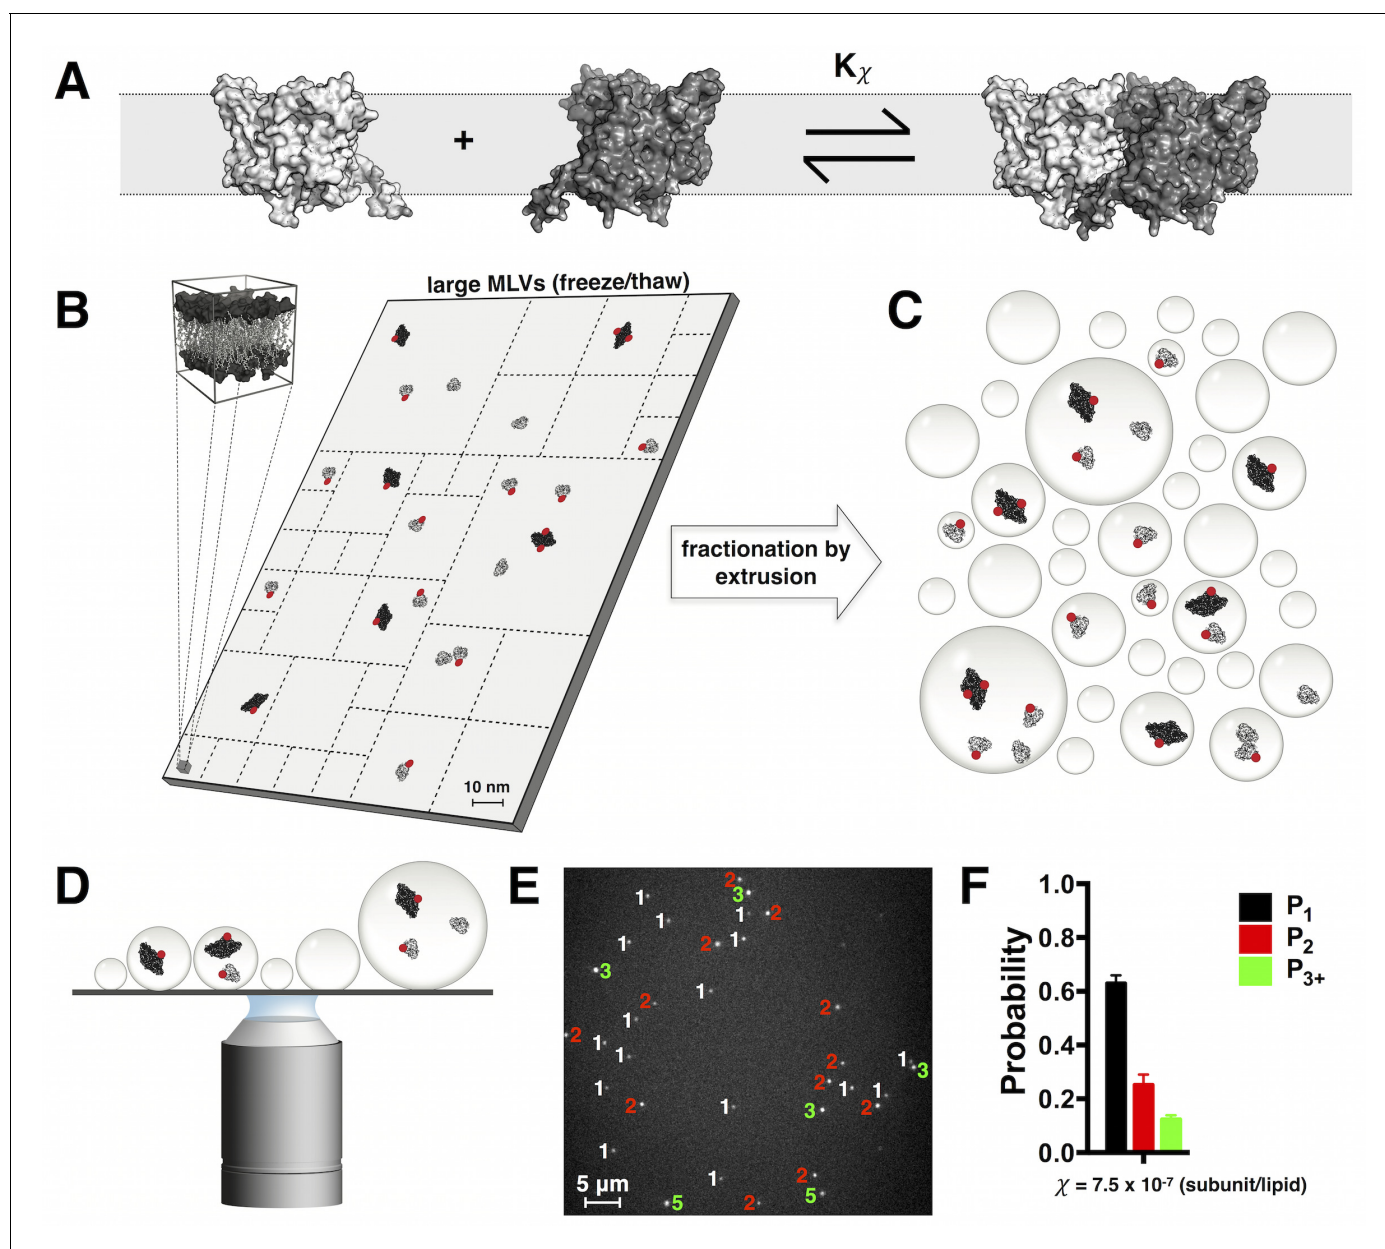 A
Kχ
+
B
large MLVs (freeze/thaw)
10 nm
fractionation by
extrusion
C
D
E
2
3
1
1
2
1
1
2
1
3
1
2
2
1
2
1
1
1
2
3
2
1
1
1
2
1
3
2
1
1
2
2
5
5
5 μm
F
Probability
1.0
0.8
0.6
0.4
0.2
0.0
P1
P2
P3+
χ = 7.5 x 10-7 (subunit/lipid)